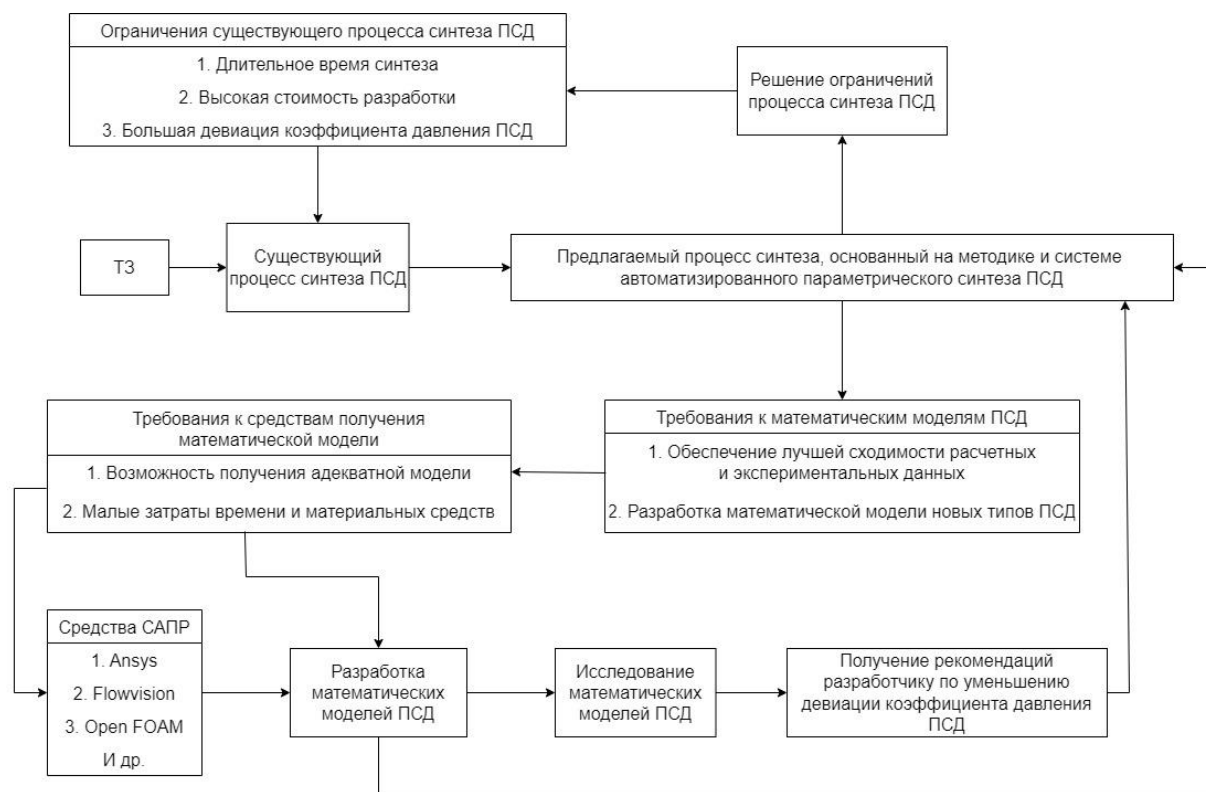 Ограничения существующего процесса синтеза ПСД
1. Длительное время синтеза
2. Высокая стоимость разработки
3. Большая девиация коэффициента давления ПСД
Решение ограничений
процесса синтеза ПСД
ТЗ
Существующий
процесс синтеза ПСД
Предлагаемый процесс синтеза, основанный на методике и системе
автоматизированного параметрического синтеза ПСД
Требования к средствам получения
математической модели
1. Возможность получения адекватной модели
2. Малые затраты времени и материальных средств
Требования к математическим моделям ПСД
1. Обеспечение лучшей сходимости расчетных
и экспериментальных данных
2. Разработка математической модели новых типов ПСД
Средства САПР
1. Ansys
2. Flowvision
3. Open FOAM
И др.
Разработка
математических
моделей ПСД
Исследование
математических
моделей ПСД
Получение рекомендаций
разработчику по уменьшению
девиации коэффициента давления
ПСД